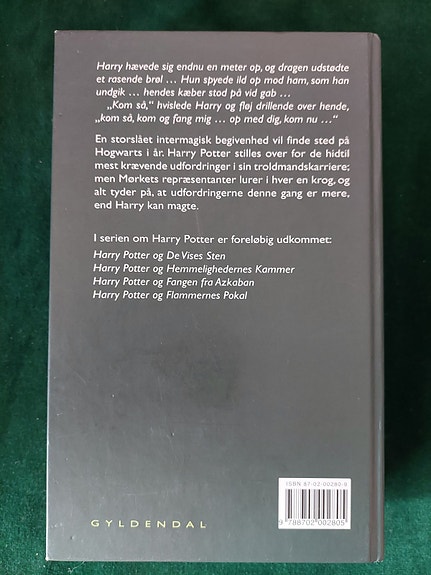 Harry hævede sig endnu en meter op, og dragen udstødte
et rasende brøl ... Hun spyede ild op mod ham, som han
undgik ... hendes kæber stod på vid gab ...
„Kom så,“ hvislede Harry og fløj drillende over hende,
„kom så, kom og fang mig ... op med dig, kom nu ...“
En storslået intermagisk begivenhed vil finde sted på
Hogwarts i år. Harry Potter stilles over for de hidtil
mest krævende udfordringer i sin troldmandskarriere;
men Mørkets repræsentanter lurer i hver en krog, og
alt tyder på, at udfordringerne denne gang er mere,
end Harry kan magte.
I serien om Harry Potter er foreløbig udkommet:
Harry Potter og De Vises Sten
Harry Potter og Hemmelighedernes Kammer
Harry Potter og Fangen fra Azkaban
Harry Potter og Flammernes Pokal
ISBN 87-02-00280-8
9 788702 002805
GYLDENDAL